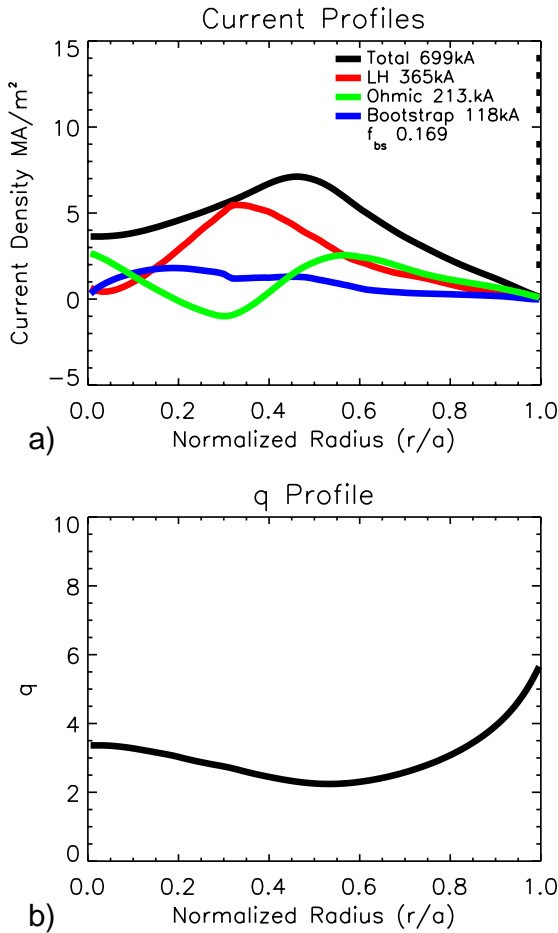 Current Profiles
15
10
5
0
−5
Current Density MA/m²
Total 699kA
LH 365kA
Ohmic 213.kA
Bootstrap 118kA
f_bs 0.169
0.0 0.2 0.4 0.6 0.8 1.0
Normalized Radius (r/a)
a)
q Profile
10
8
6
4
2
0
q
0.0 0.2 0.4 0.6 0.8 1.0
Normalized Radius (r/a)
b)